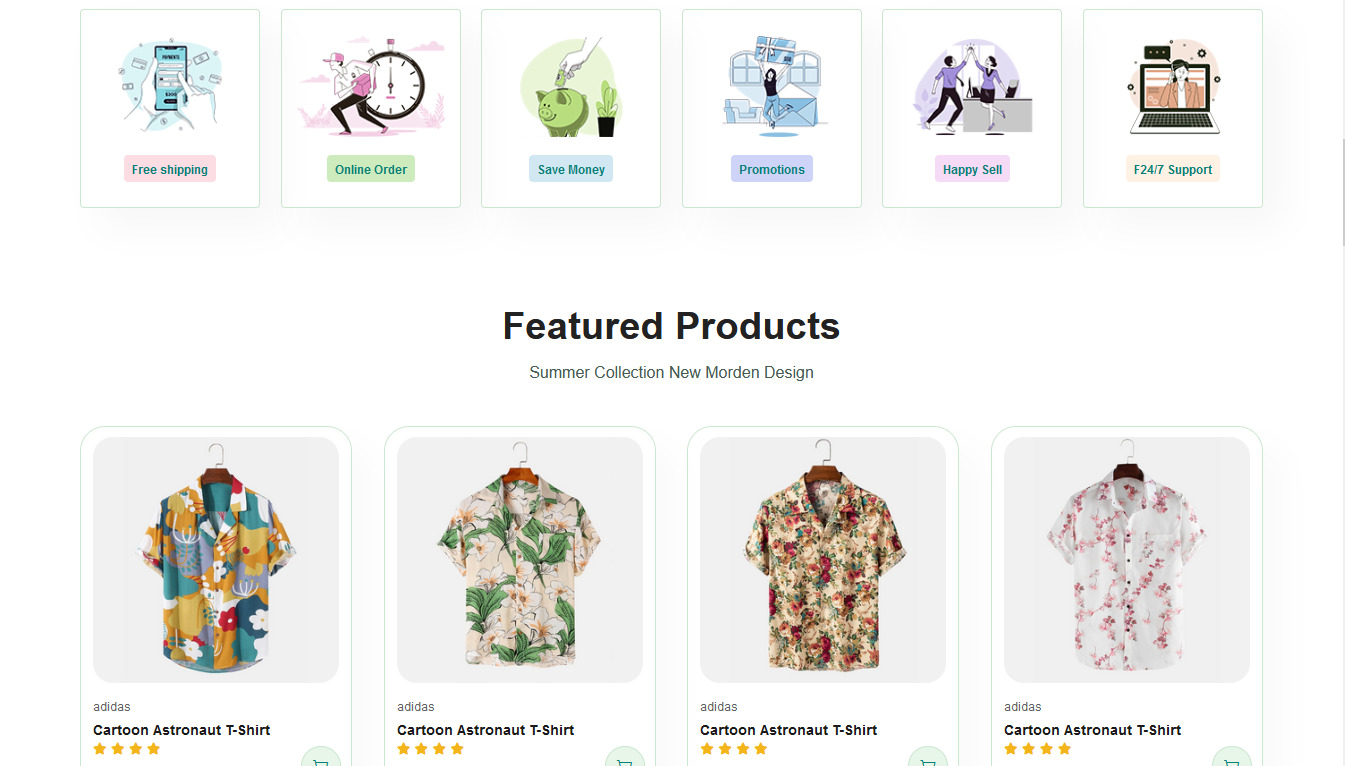 PAYMENTS
$200
Free shipping
Online Order
Save Money
Promotions
Happy Sell
F24/7 Support
Featured Products
Summer Collection New Morden Design
adidas
Cartoon Astronaut T-Shirt
adidas
Cartoon Astronaut T-Shirt
adidas
Cartoon Astronaut T-Shirt
adidas
Cartoon Astronaut T-Shirt